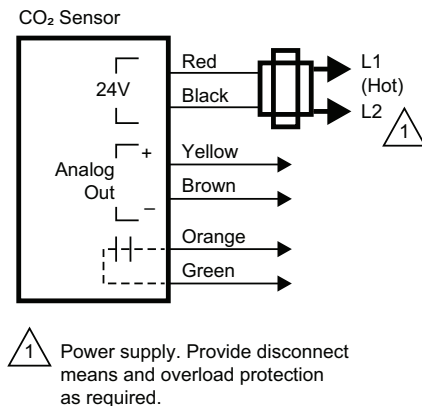 CO₂ Sensor
Red
24V
Black
L1
(Hot)
L2
1
+
Yellow
Analog
Out
Brown
–
Orange
Green
1
Power supply. Provide disconnect
means and overload protection
as required.